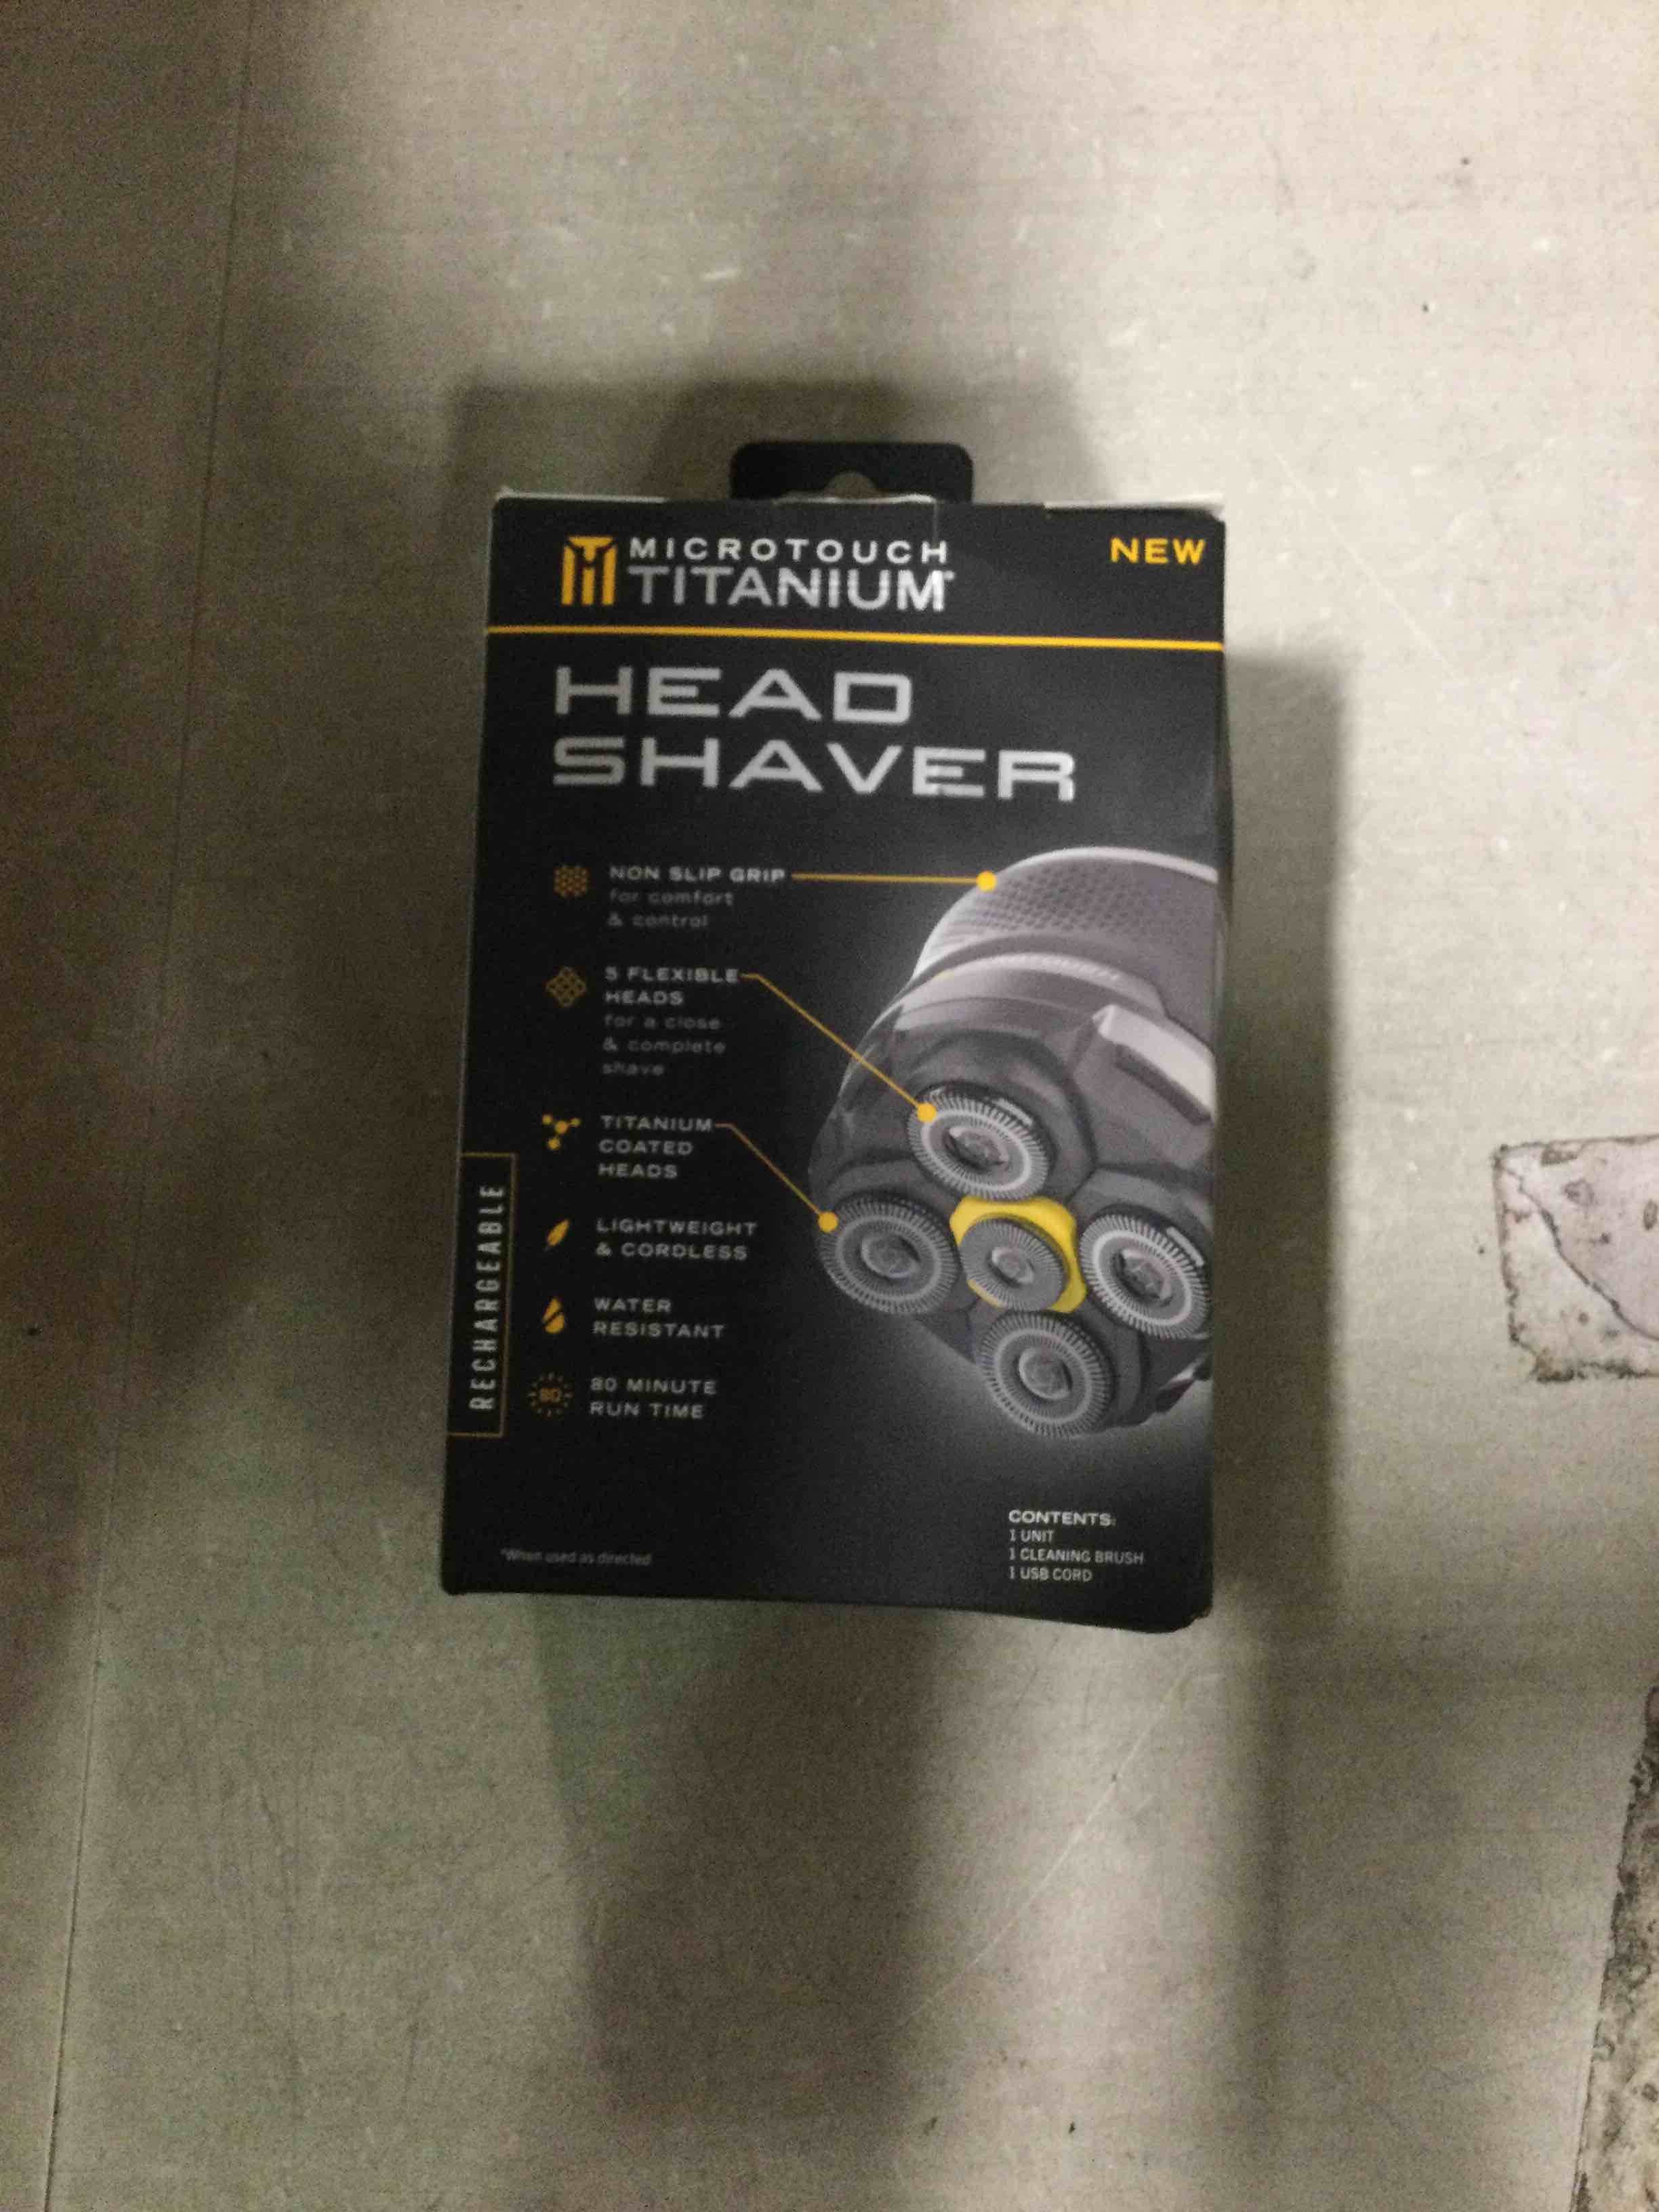 MICROTOUCH
TITANIUM
NEW
HEAD
SHAVER
NON SLIP GRIP
for comfort
& control
5 FLEXIBLE
HEADS
for a close
& complete
shave
TITANIUM
COATED
HEADS
LIGHTWEIGHT
& CORDLESS
WATER
RESISTANT
80
80 MINUTE
RUN TIME
RECHARGEABLE
CONTENTS:
1 UNIT
1 CLEANING BRUSH
1 USB CORD
*When used as directed